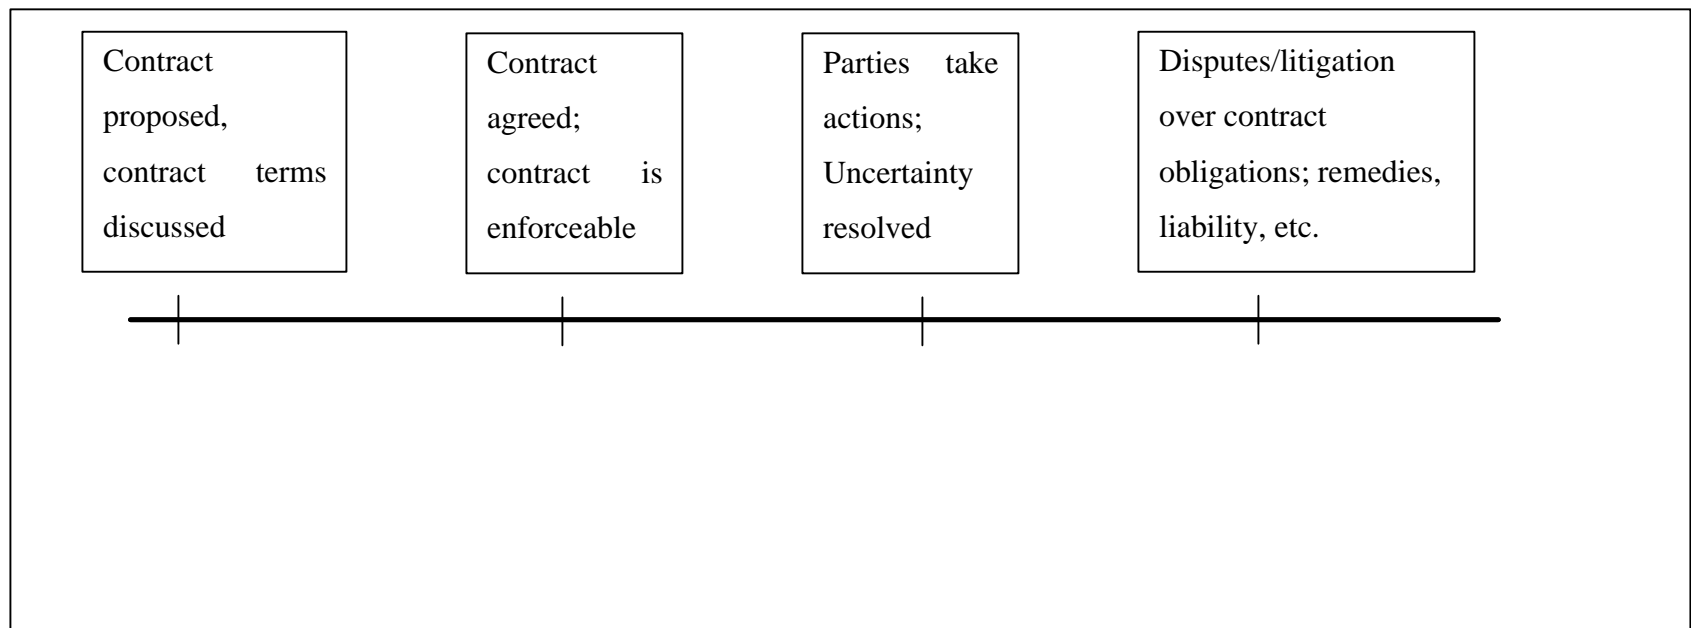 Contract
proposed,
contract terms
discussed
Contract
agreed;
contract is
enforceable
Parties take
actions;
Uncertainty
resolved
Disputes/litigation
over contract
obligations; remedies,
liability, etc.